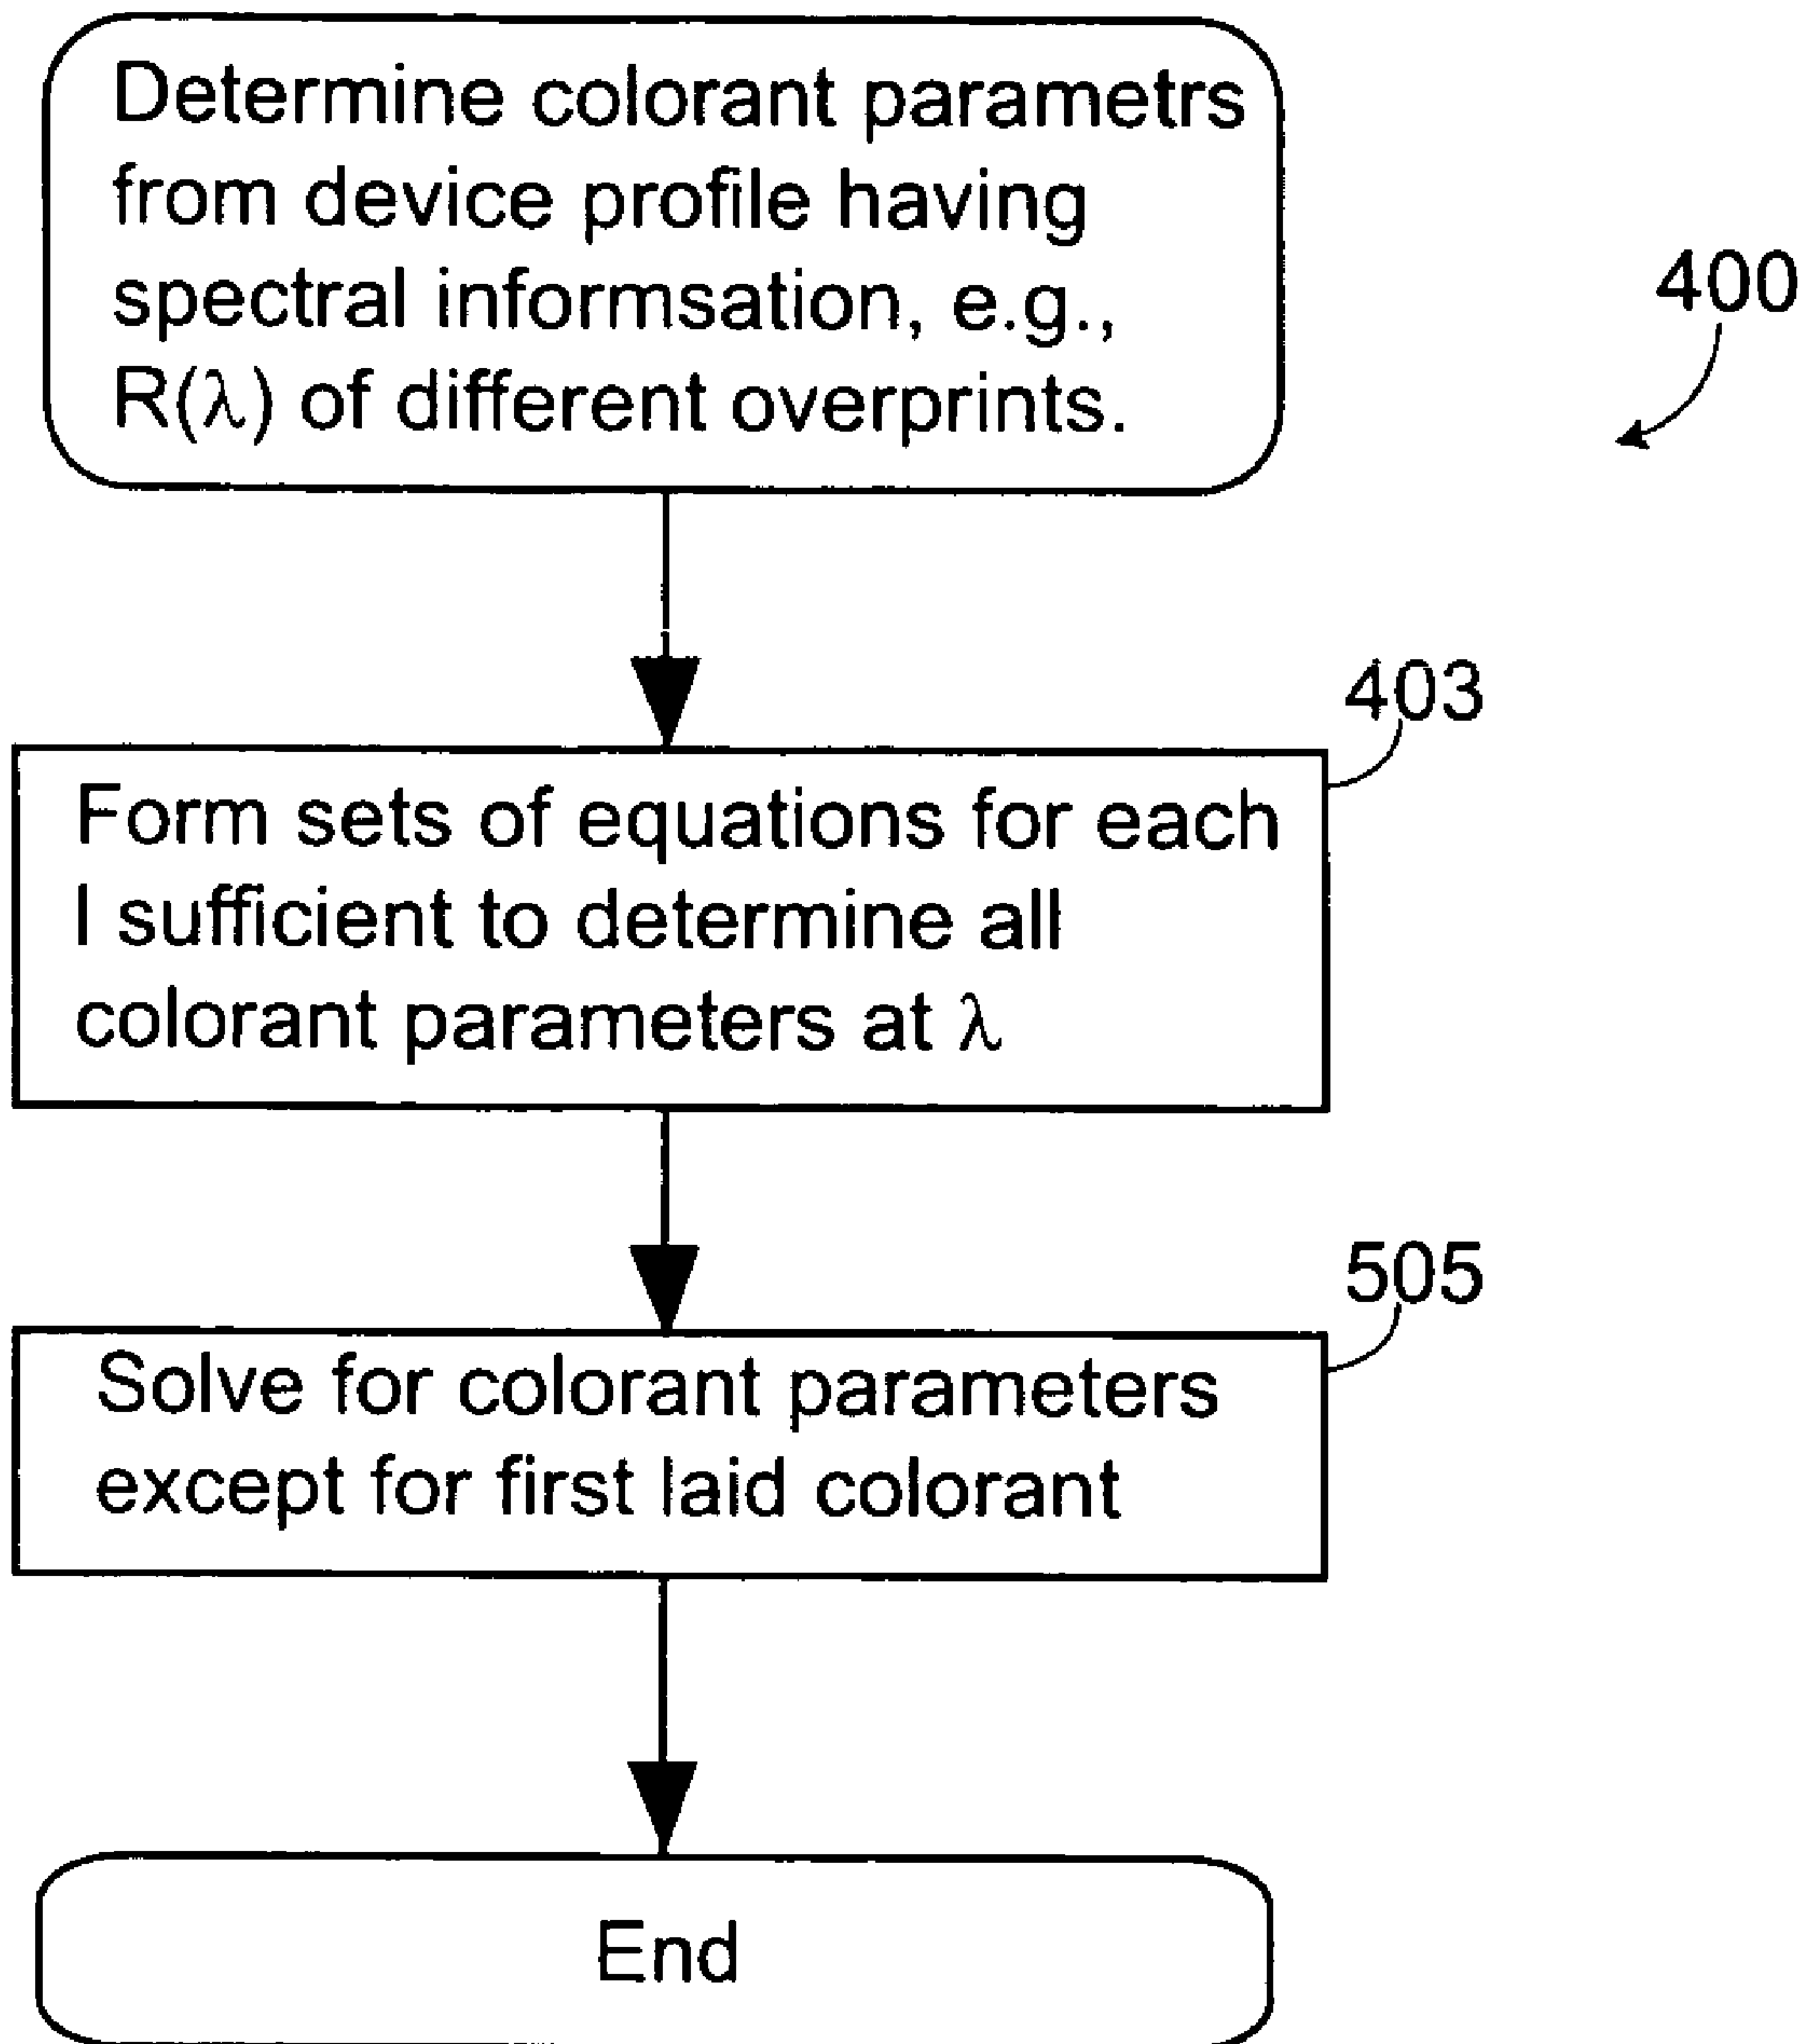 Determine colorant parametrs
from device profile having
spectral informsation, e.g.,
R(λ) of different overprints.
400
403
Form sets of equations for each
l sufficient to determine all
colorant parameters at λ
505
Solve for colorant parameters
except for first laid colorant
End